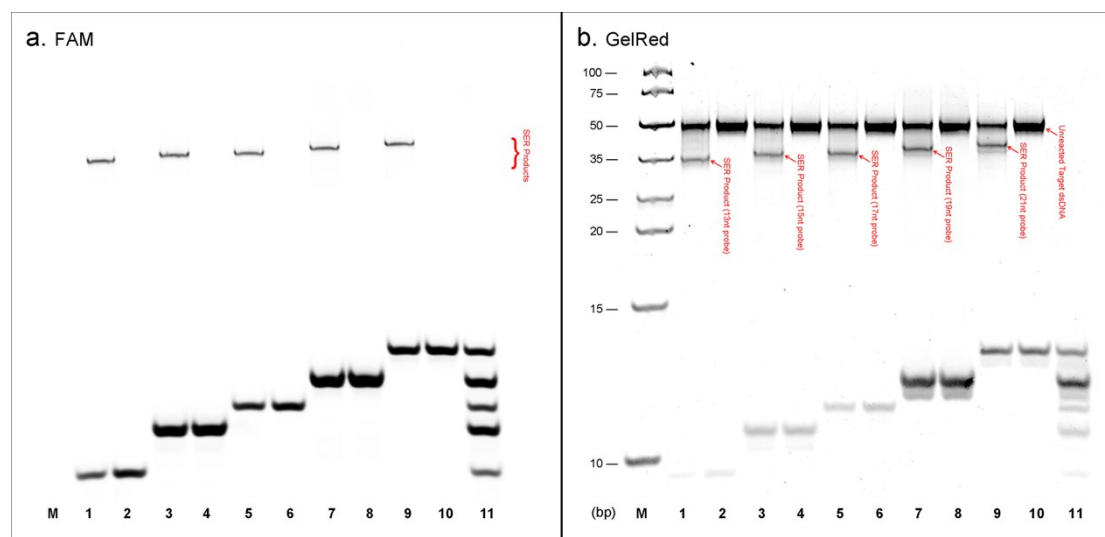 a. FAM
SER Products
M 1 2 3 4 5 6 7 8 9 10 11
b. GelRed
100
75
50
35
25
20
15
10
SER Product (13nt probe)
SER Product (15nt probe)
SER Product (17nt probe)
SER Product (19nt probe)
SER Product (21nt probe)
Unreacted Target dsDNA
(bp) M 1 2 3 4 5 6 7 8 9 10 11